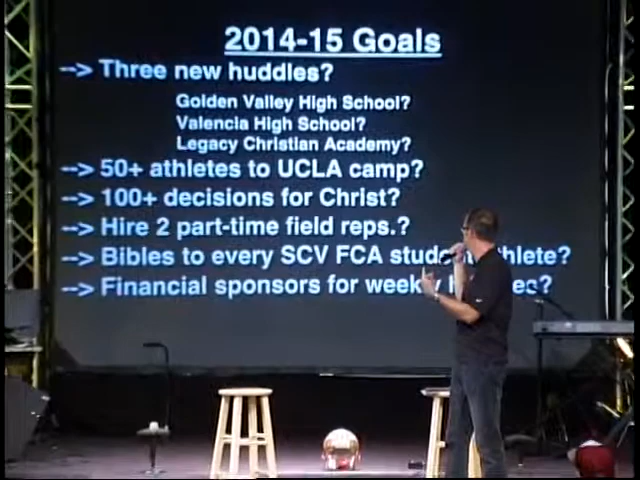 2014-15 Goals
--> Three new huddles?
Golden Valley High School?
Valencia High School?
Legacy Christian Academy?
--> 50+ athletes to UCLA camp?
--> 100+ decisions for Christ?
--> Hire 2 part-time field reps.?
--> Bibles to every SCV FCA athlete?
--> Financial sponsors for